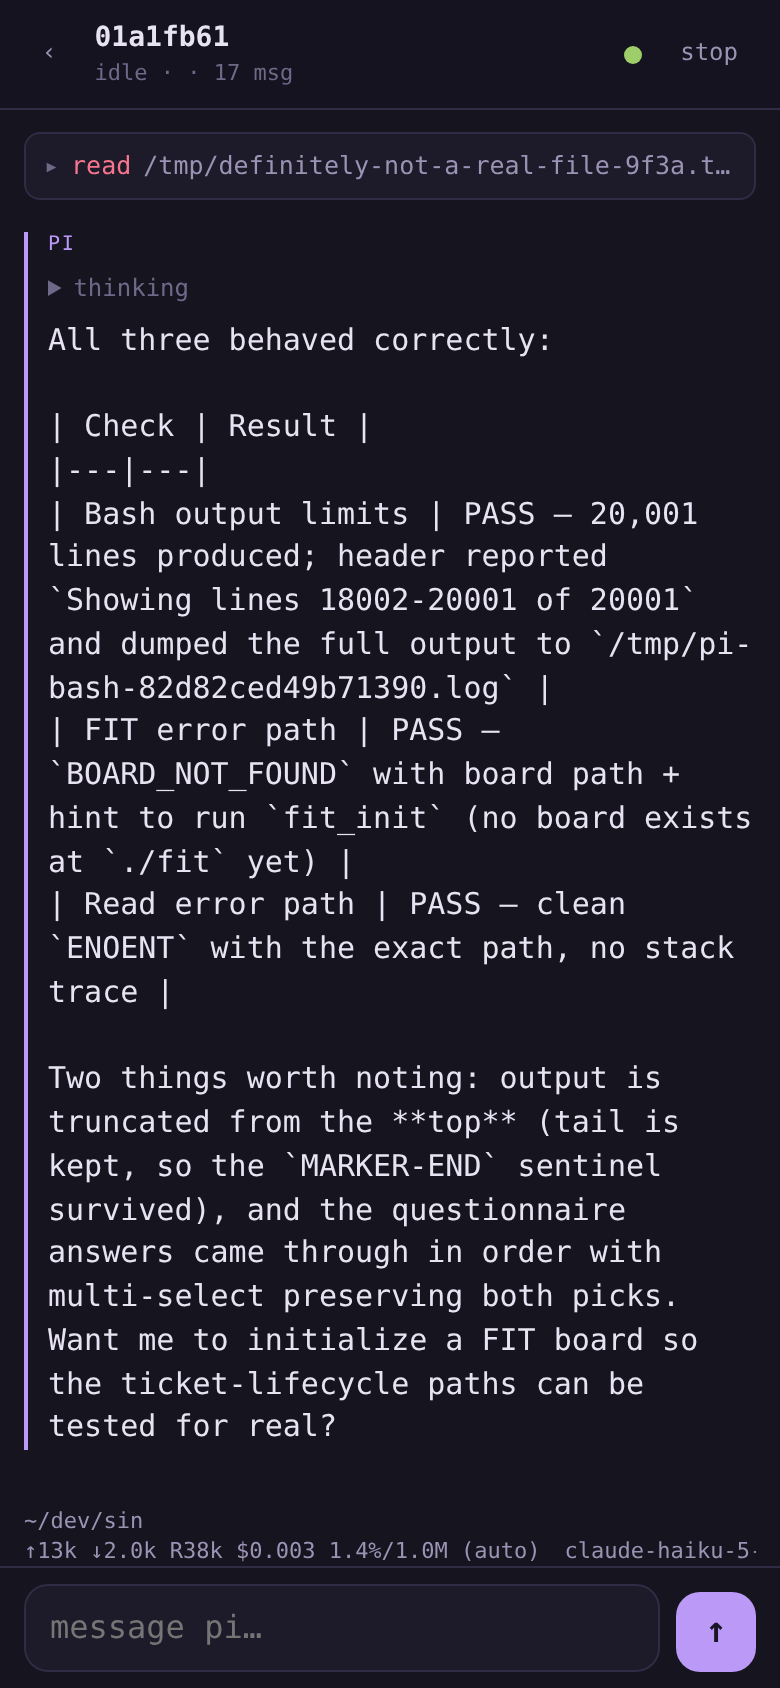 ‹ 01a1fb61
idle · · 17 msg
● stop
▸ read /tmp/definitely-not-a-real-file-9f3a.t…
PI
▶ thinking
All three behaved correctly:
| Check | Result |
|---|---|
| Bash output limits | PASS — 20,001
lines produced; header reported
`Showing lines 18002-20001 of 20001`
and dumped the full output to `/tmp/pi-
bash-82d82ced49b71390.log` |
| FIT error path | PASS —
`BOARD_NOT_FOUND` with board path +
hint to run `fit_init` (no board exists
at `./fit` yet) |
| Read error path | PASS — clean
`ENOENT` with the exact path, no stack
trace |
Two things worth noting: output is
truncated from the **top** (tail is
kept, so the `MARKER-END` sentinel
survived), and the questionnaire
answers came through in order with
multi-select preserving both picks.
Want me to initialize a FIT board so
the ticket-lifecycle paths can be
tested for real?
~/dev/sin
↑13k ↓2.0k R38k $0.003 1.4%/1.0M (auto) claude-haiku-5
message pi…
↑